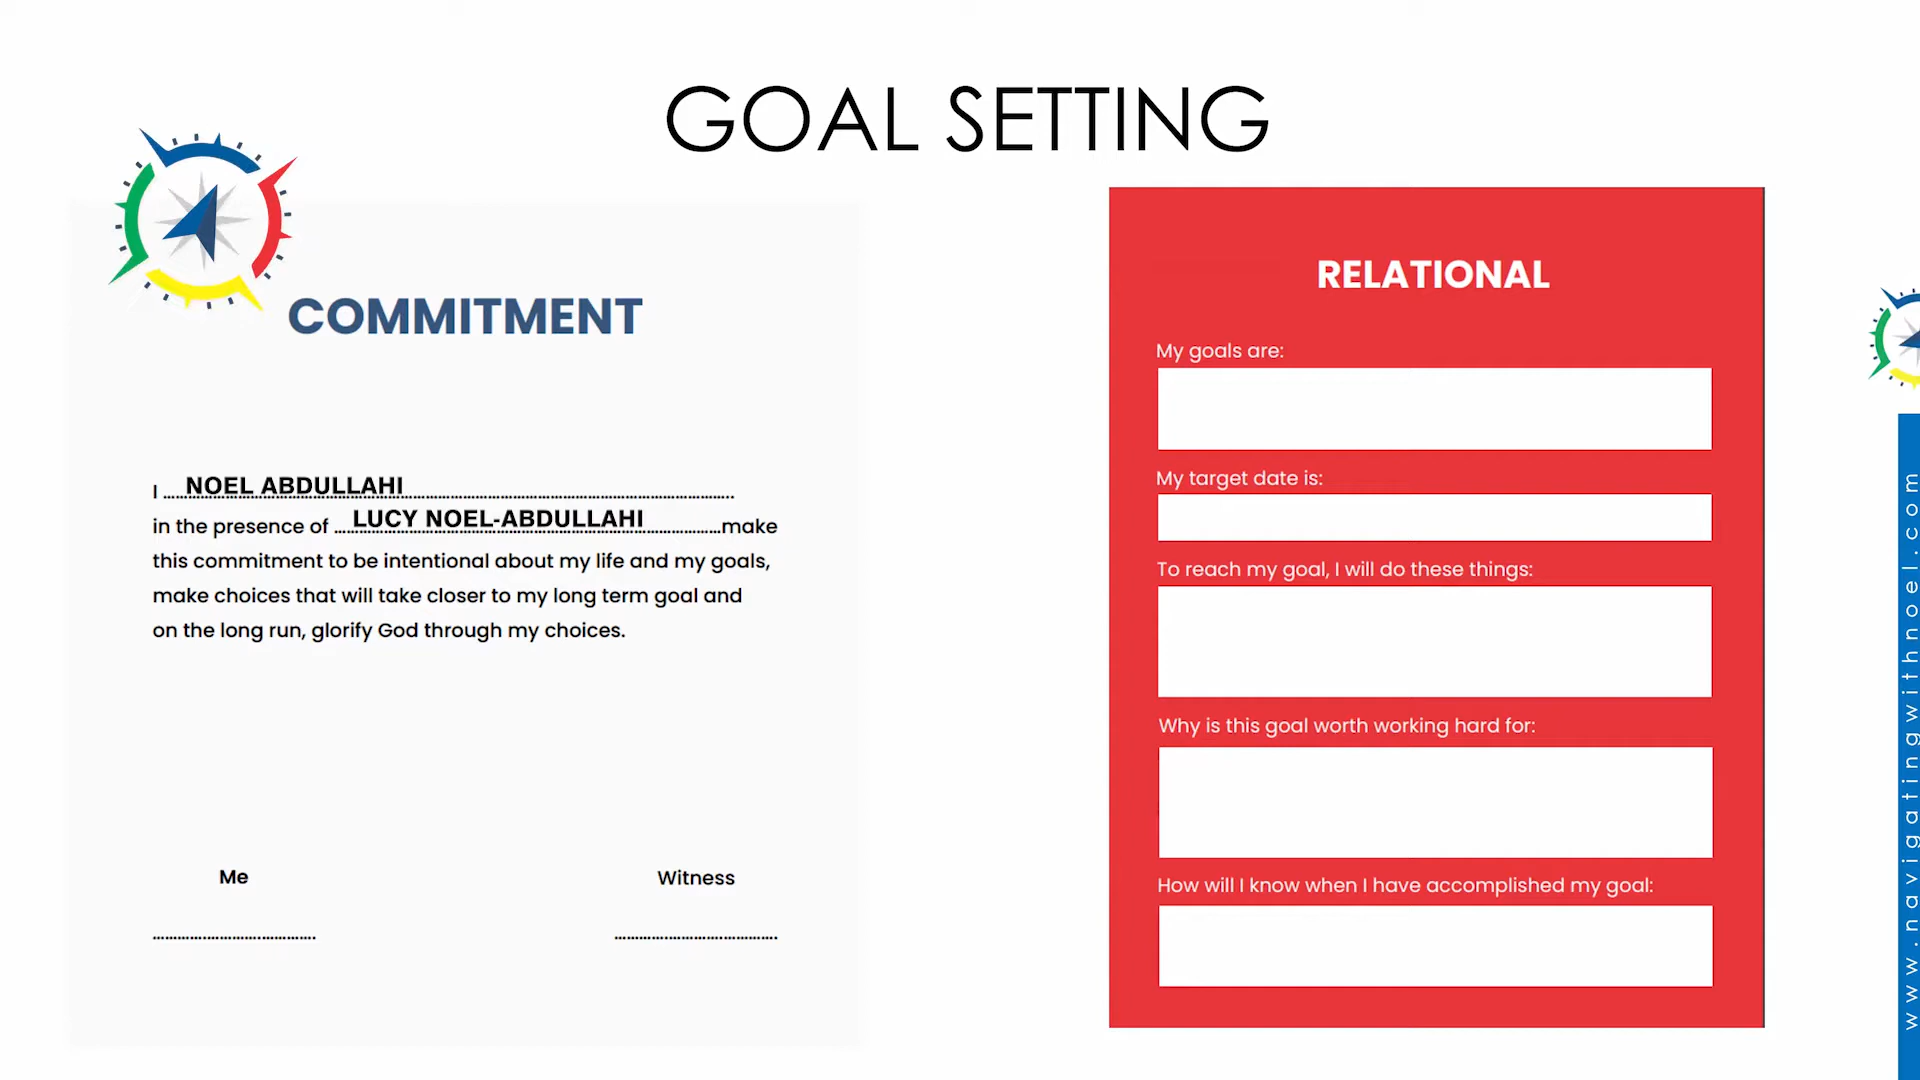 GOAL SETTING
COMMITMENT
I ... NOEL ABDULLAHI ...
in the presence of ... LUCY NOEL-ABDULLAHI ... make
this commitment to be intentional about my life and my goals,
make choices that will take closer to my long term goal and
on the long run, glorify God through my choices.
Me
Witness
RELATIONAL
My goals are:
My target date is:
To reach my goal, I will do these things:
Why is this goal worth working hard for:
How will I know when I have accomplished my goal:
www.navigatingwithnoel.com